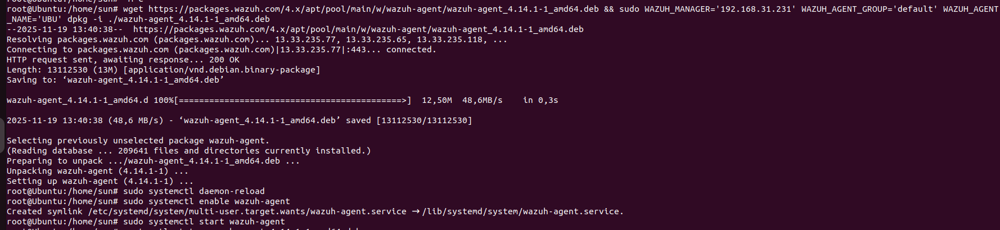 root@Ubuntu:/home/sun#
root@Ubuntu:/home/sun# wget https://packages.wazuh.com/4.x/apt/pool/main/w/wazuh-agent/wazuh-agent_4.14.1-1_amd64.deb && sudo WAZUH_MANAGER='192.168.31.231' WAZUH_AGENT_GROUP='default' WAZUH_AGENT
_NAME='UBU' dpkg -i ./wazuh-agent_4.14.1-1_amd64.deb
--2025-11-19 13:40:38--  https://packages.wazuh.com/4.x/apt/pool/main/w/wazuh-agent/wazuh-agent_4.14.1-1_amd64.deb
Resolving packages.wazuh.com (packages.wazuh.com)... 13.33.235.77, 13.33.235.65, 13.33.235.118, ...
Connecting to packages.wazuh.com (packages.wazuh.com)|13.33.235.77|:443... connected.
HTTP request sent, awaiting response... 200 OK
Length: 13112530 (13M) [application/vnd.debian.binary-package]
Saving to: ‘wazuh-agent_4.14.1-1_amd64.deb’
wazuh-agent_4.14.1-1_amd64.d 100%[============================================>]  12,50M  48,6MB/s    in 0,3s
2025-11-19 13:40:38 (48,6 MB/s) - ‘wazuh-agent_4.14.1-1_amd64.deb’ saved [13112530/13112530]
Selecting previously unselected package wazuh-agent.
(Reading database ... 209641 files and directories currently installed.)
Preparing to unpack .../wazuh-agent_4.14.1-1_amd64.deb ...
Unpacking wazuh-agent (4.14.1-1) ...
Setting up wazuh-agent (4.14.1-1) ...
root@Ubuntu:/home/sun# sudo systemctl daemon-reload
root@Ubuntu:/home/sun# sudo systemctl enable wazuh-agent
Created symlink /etc/systemd/system/multi-user.target.wants/wazuh-agent.service → /lib/systemd/system/wazuh-agent.service.
root@Ubuntu:/home/sun# sudo systemctl start wazuh-agent